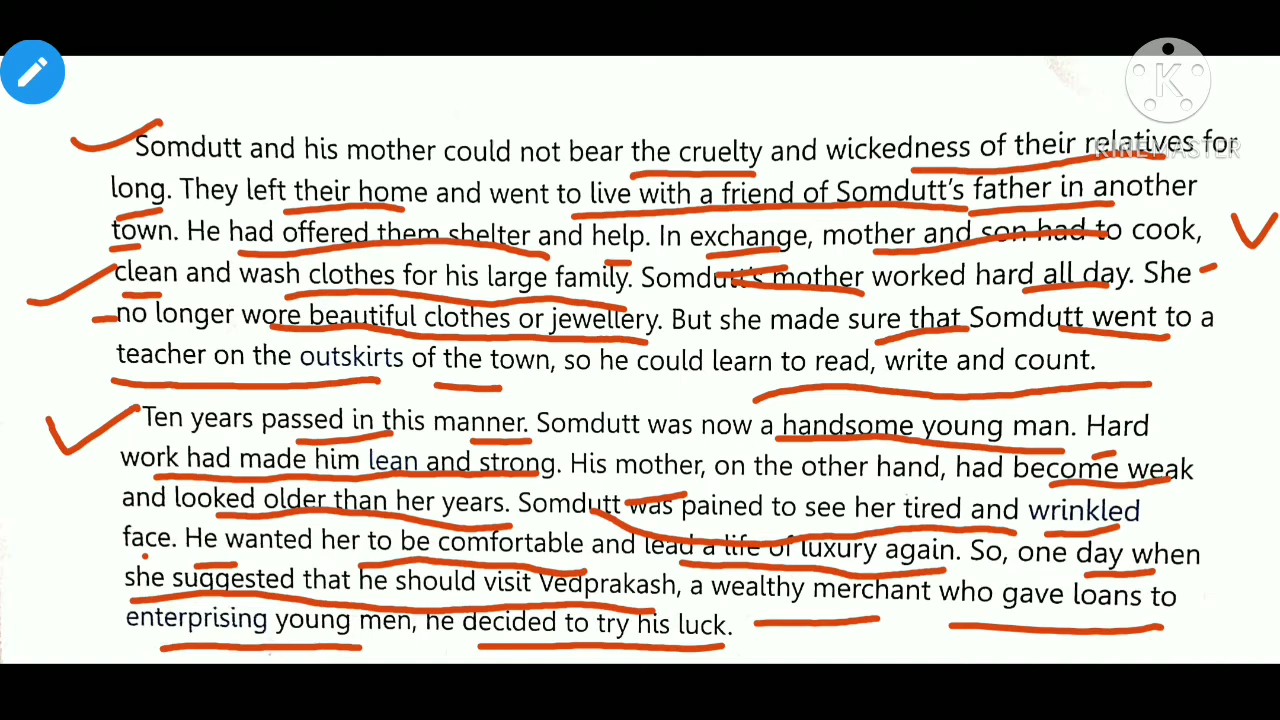 K
KINEMASTER
Somdutt and his mother could not bear the cruelty and wickedness of their relatives for
long. They left their home and went to live with a friend of Somdutt's father in another
town. He had offered them shelter and help. In exchange, mother and son had to cook,
clean and wash clothes for his large family. Somdutt's mother worked hard all day. She
no longer wore beautiful clothes or jewellery. But she made sure that Somdutt went to a
teacher on the outskirts of the town, so he could learn to read, write and count.
Ten years passed in this manner. Somdutt was now a handsome young man. Hard
work had made him lean and strong. His mother, on the other hand, had become weak
and looked older than her years. Somdutt was pained to see her tired and wrinkled
face. He wanted her to be comfortable and lead a life of luxury again. So, one day when
she suggested that he should visit Vedprakash, a wealthy merchant who gave loans to
enterprising young men, he decided to try his luck.